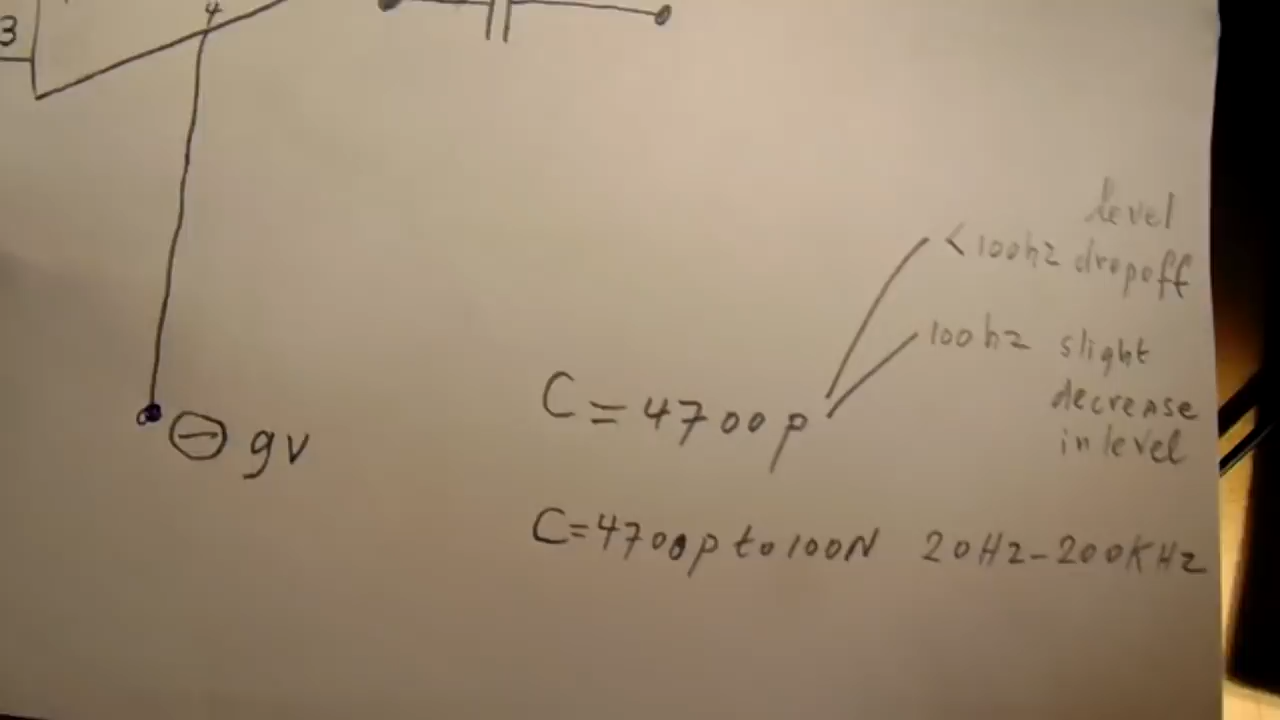 4
3
level
< 100hz dropoff
100hz slight
decrease
in level
C = 4700p
⊖ 9v
C=4700p to 100N 20Hz-200KHz